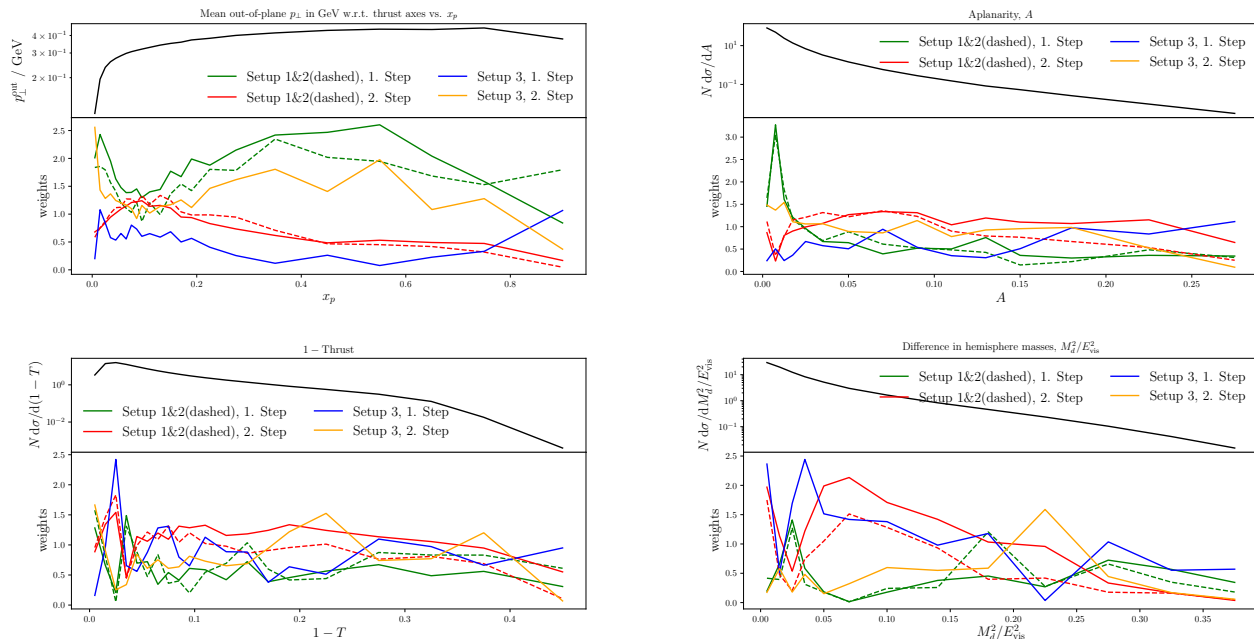 Mean out-of-plane p⊥ in GeV w.r.t. thrust axes vs. x_p
4 × 10⁻¹
3 × 10⁻¹
2 × 10⁻¹
p⊥^out / GeV
Setup 1&2(dashed), 1. Step
Setup 1&2(dashed), 2. Step
Setup 3, 1. Step
Setup 3, 2. Step
2.5
2.0
1.5
1.0
0.5
0.0
weights
0.0 0.2 0.4 0.6 0.8
x_p
Aplanarity, A
10¹
10⁻¹
N dσ/dA
Setup 1&2(dashed), 1. Step
Setup 1&2(dashed), 2. Step
Setup 3, 1. Step
Setup 3, 2. Step
3.0
2.5
2.0
1.5
1.0
0.5
0.0
weights
0.00 0.05 0.10 0.15 0.20 0.25
A
1 − Thrust
10⁰
10⁻²
N dσ/d(1 − T)
Setup 1&2(dashed), 1. Step
Setup 1&2(dashed), 2. Step
Setup 3, 1. Step
Setup 3, 2. Step
2.0
1.5
1.0
0.5
0.0
weights
0.0 0.1 0.2 0.3 0.4
1 − T
Difference in hemisphere masses, M_d²/E_vis²
10¹
10⁰
10⁻¹
N dσ/dM_d²/E_vis²
Setup 1&2(dashed), 1. Step
Setup 1&2(dashed), 2. Step
Setup 3, 1. Step
Setup 3, 2. Step
2.5
2.0
1.5
1.0
0.5
0.0
weights
0.00 0.05 0.10 0.15 0.20 0.25 0.30 0.35
M_d²/E_vis²